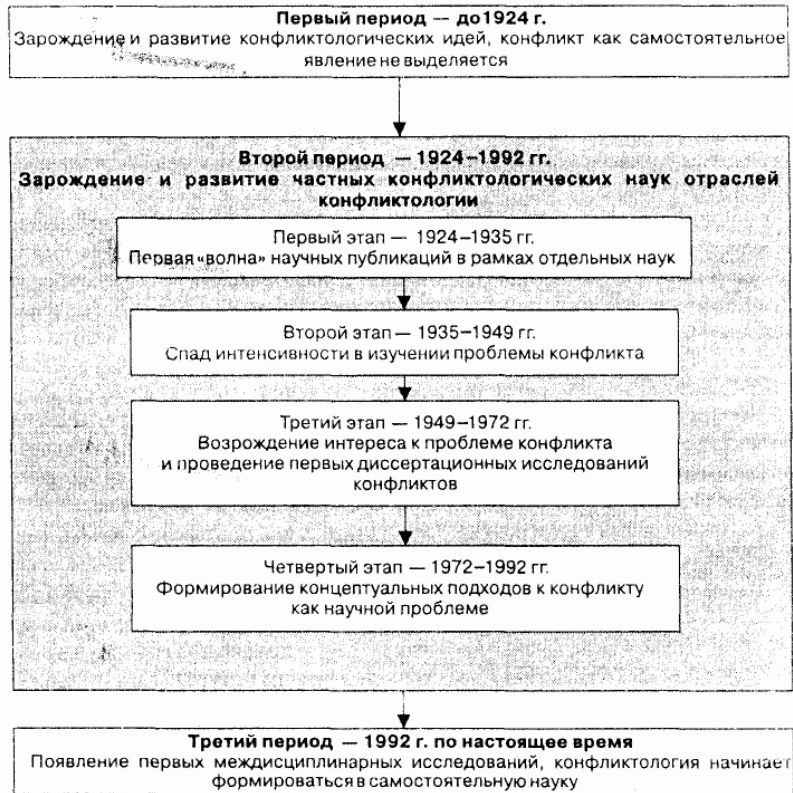 Первый период — до1924 г.
Зарождение и развитие конфликтологических идей, конфликт как самостоятельное
явление не выделяется
Второй период — 1924–1992 гг.
Зарождение и развитие частных конфликтологических наук отраслей
конфликтологии
Первый этап — 1924–1935 гг.
Первая «волна» научных публикаций в рамках отдельных наук
Второй этап — 1935–1949 гг.
Спад интенсивности в изучении проблемы конфликта
Третий этап — 1949–1972 гг.
Возрождение интереса к проблеме конфликта
и проведение первых диссертационных исследований
конфликтов
Четвертый этап — 1972–1992 гг.
Формирование концептуальных подходов к конфликту
как научной проблеме
Третий период — 1992 г. по настоящее время
Появление первых междисциплинарных исследований, конфликтология начинает
формироваться в самостоятельную науку